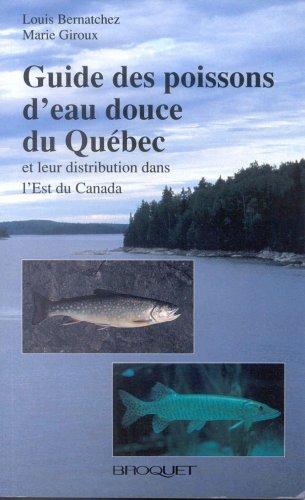 Louis Bernatchez
Marie Giroux
Guide des poissons
d'eau douce
du Québec
et leur distribution dans
l'Est du Canada
BROQUET